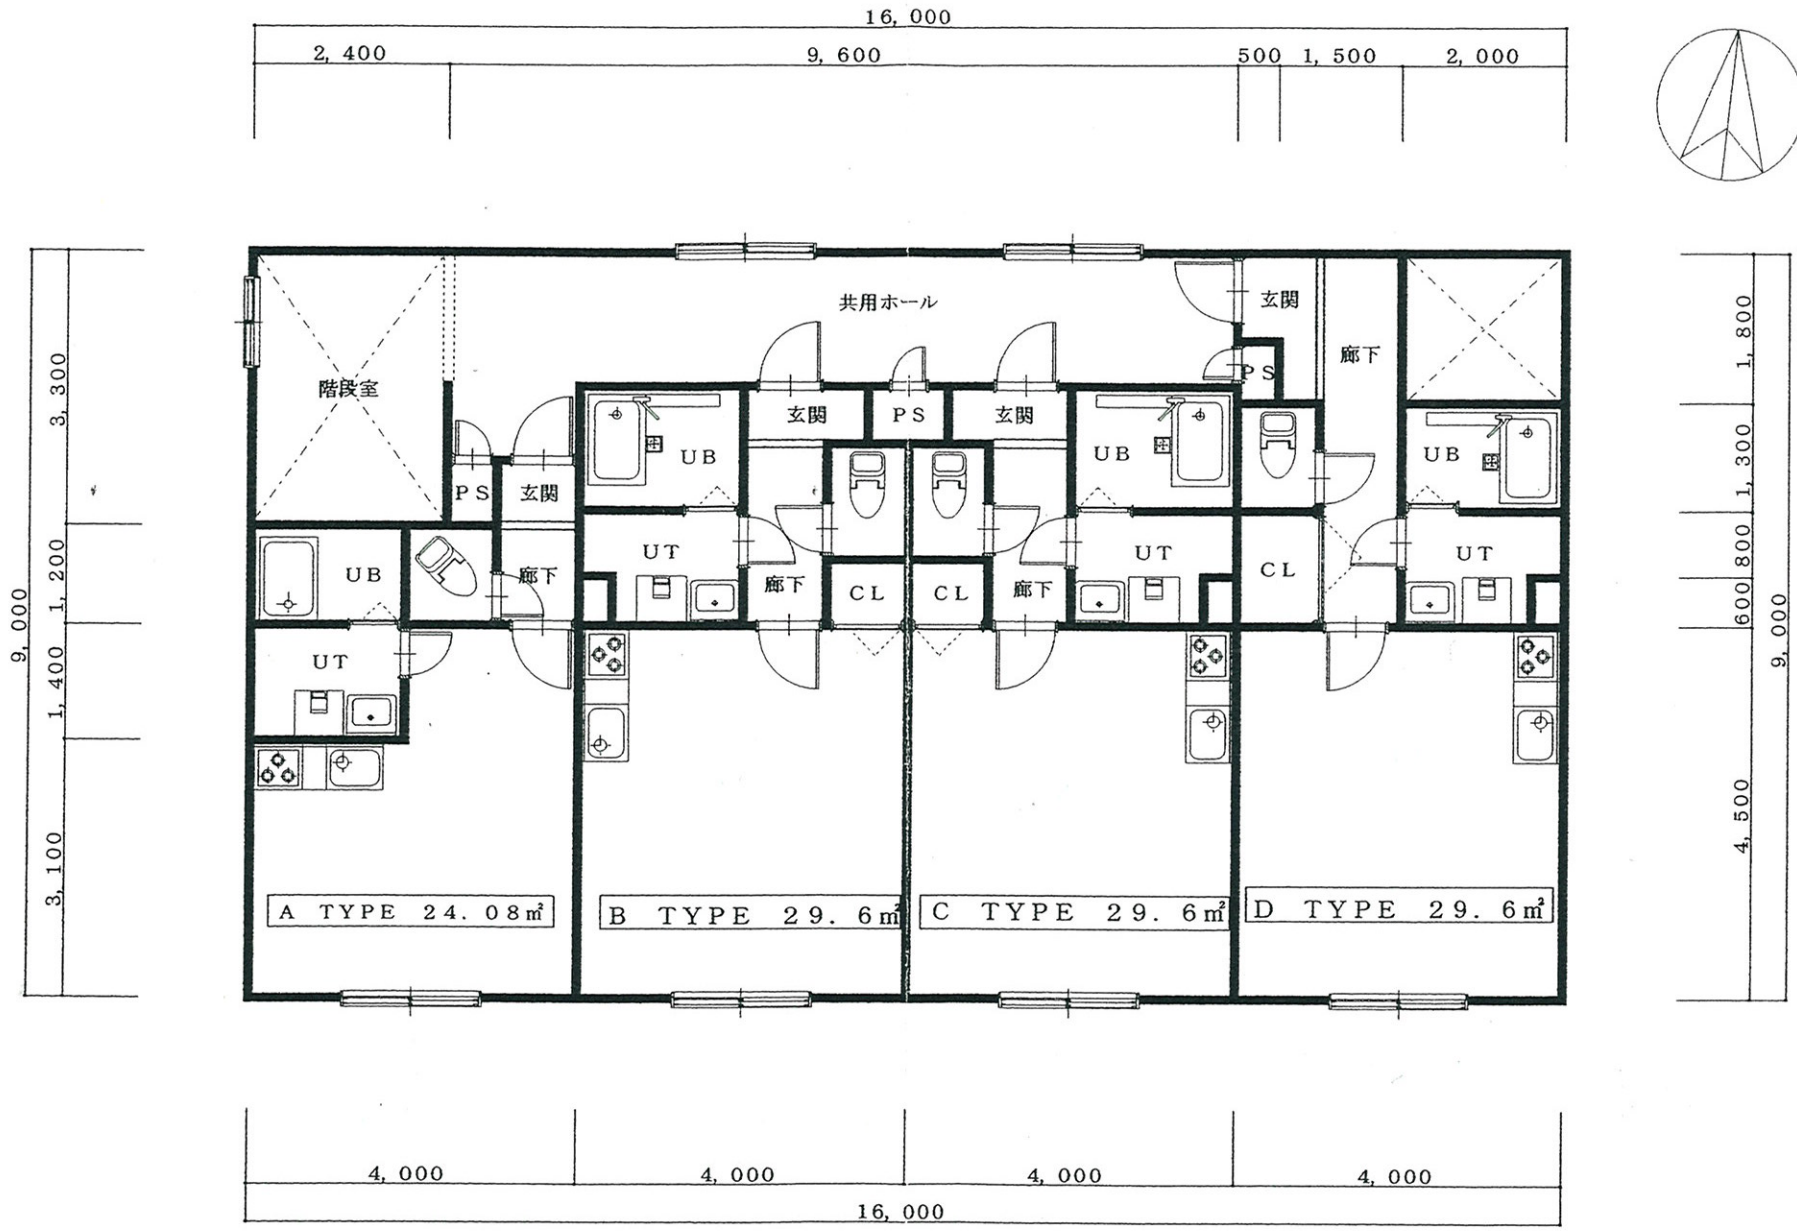 16, 000
2, 400
9, 600
500
1, 500
2, 000
共用ホール
玄関
廊下
PS
階段室
玄関
PS
玄関
UB
UB
UB
PS
玄関
UT
UT
UT
UB
廊下
廊下
CL
CL
廊下
CL
UT
A TYPE 24. 08㎡
B TYPE 29. 6㎡
C TYPE 29. 6㎡
D TYPE 29. 6㎡
9, 000
3, 300
1, 200
1, 400
3, 100
1, 800
1, 300
800
600
4, 500
9, 000
4, 000
4, 000
4, 000
4, 000
16, 000